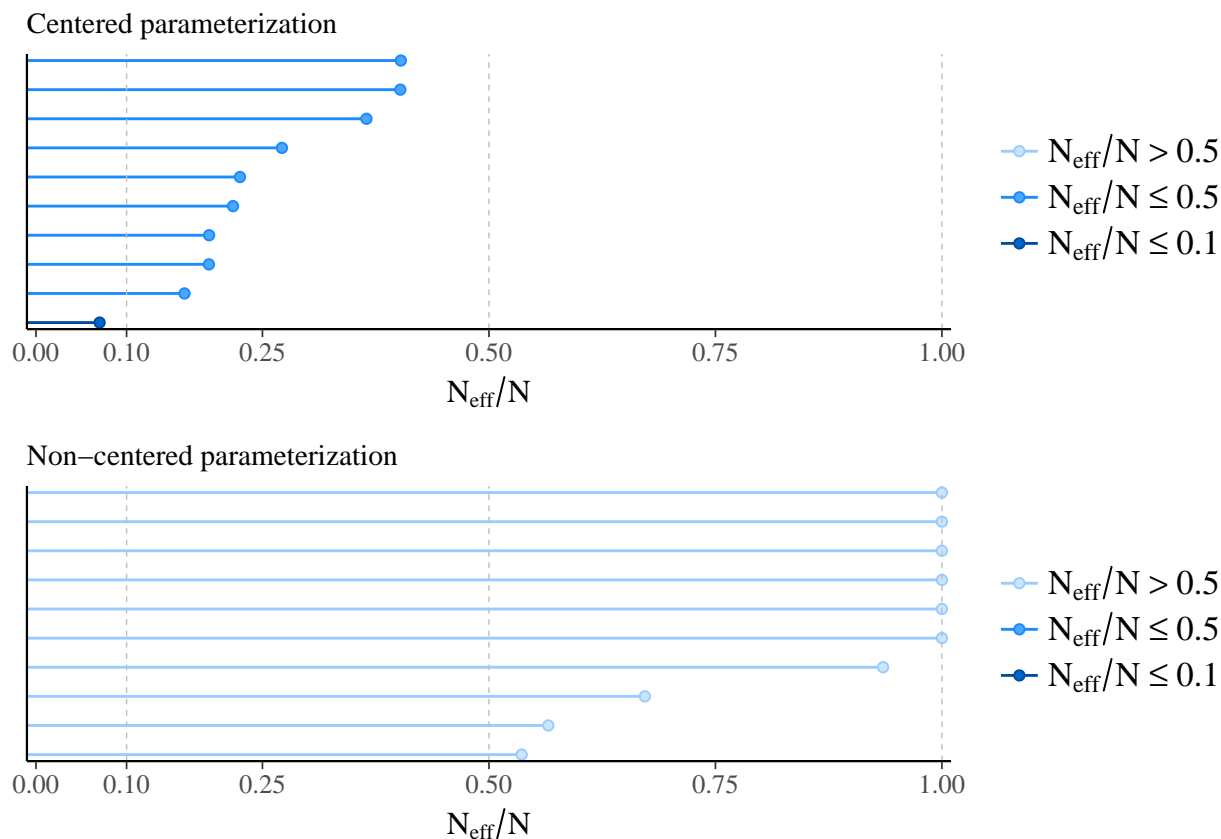 Centered parameterization
N_eff/N > 0.5
N_eff/N ≤ 0.5
N_eff/N ≤ 0.1
0.00 0.10 0.25 0.50 0.75 1.00
N_eff/N
Non−centered parameterization
N_eff/N > 0.5
N_eff/N ≤ 0.5
N_eff/N ≤ 0.1
0.00 0.10 0.25 0.50 0.75 1.00
N_eff/N